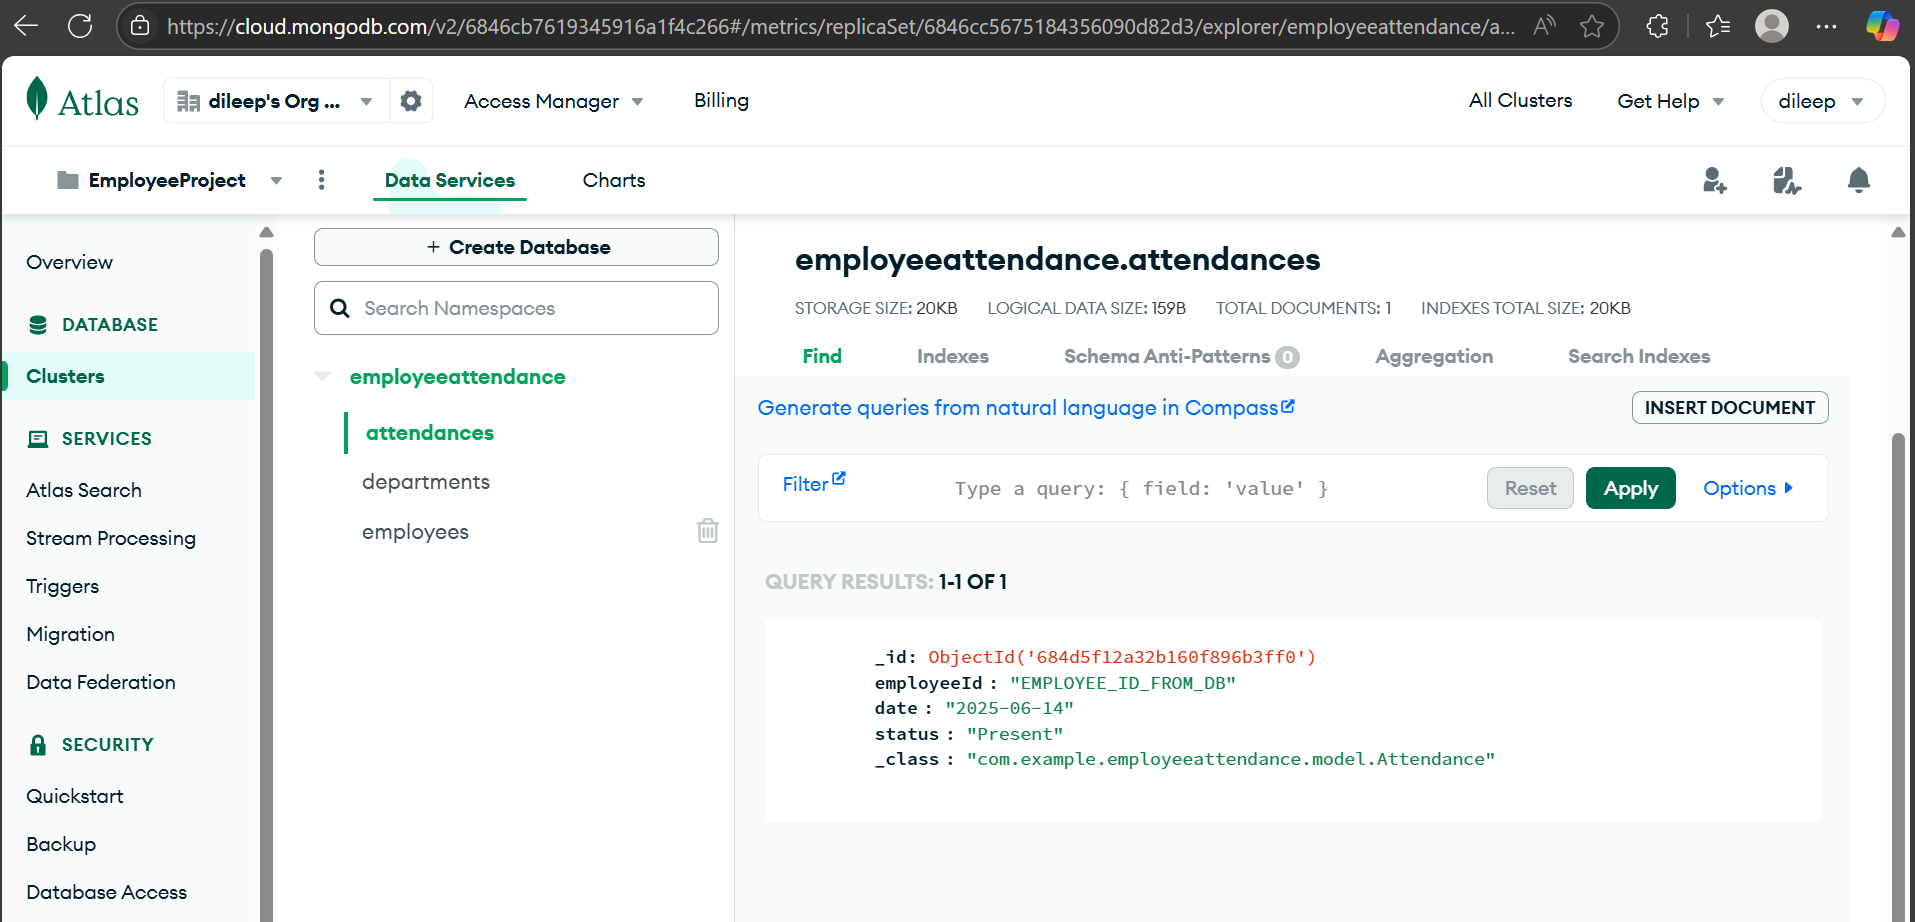 https://cloud.mongodb.com/v2/6846cb7619345916a1f4c266#/metrics/replicaSet/6846cc5675184356090d82d3/explorer/employeeattendance/a...
Atlas
dileep's Org ...
Access Manager
Billing
All Clusters
Get Help
dileep
EmployeeProject
Data Services
Charts
Overview
DATABASE
Clusters
SERVICES
Atlas Search
Stream Processing
Triggers
Migration
Data Federation
SECURITY
Quickstart
Backup
Database Access
+ Create Database
Search Namespaces
employeeattendance
attendances
departments
employees
employeeattendance.attendances
STORAGE SIZE: 20KB LOGICAL DATA SIZE: 159B TOTAL DOCUMENTS: 1 INDEXES TOTAL SIZE: 20KB
Find Indexes Schema Anti-Patterns 0 Aggregation Search Indexes
Generate queries from natural language in Compass
INSERT DOCUMENT
Filter
Type a query: { field: 'value' }
Reset
Apply
Options
QUERY RESULTS: 1-1 OF 1
_id: ObjectId('684d5f12a32b160f896b3ff0')
employeeId : "EMPLOYEE_ID_FROM_DB"
date : "2025-06-14"
status : "Present"
_class : "com.example.employeeattendance.model.Attendance"